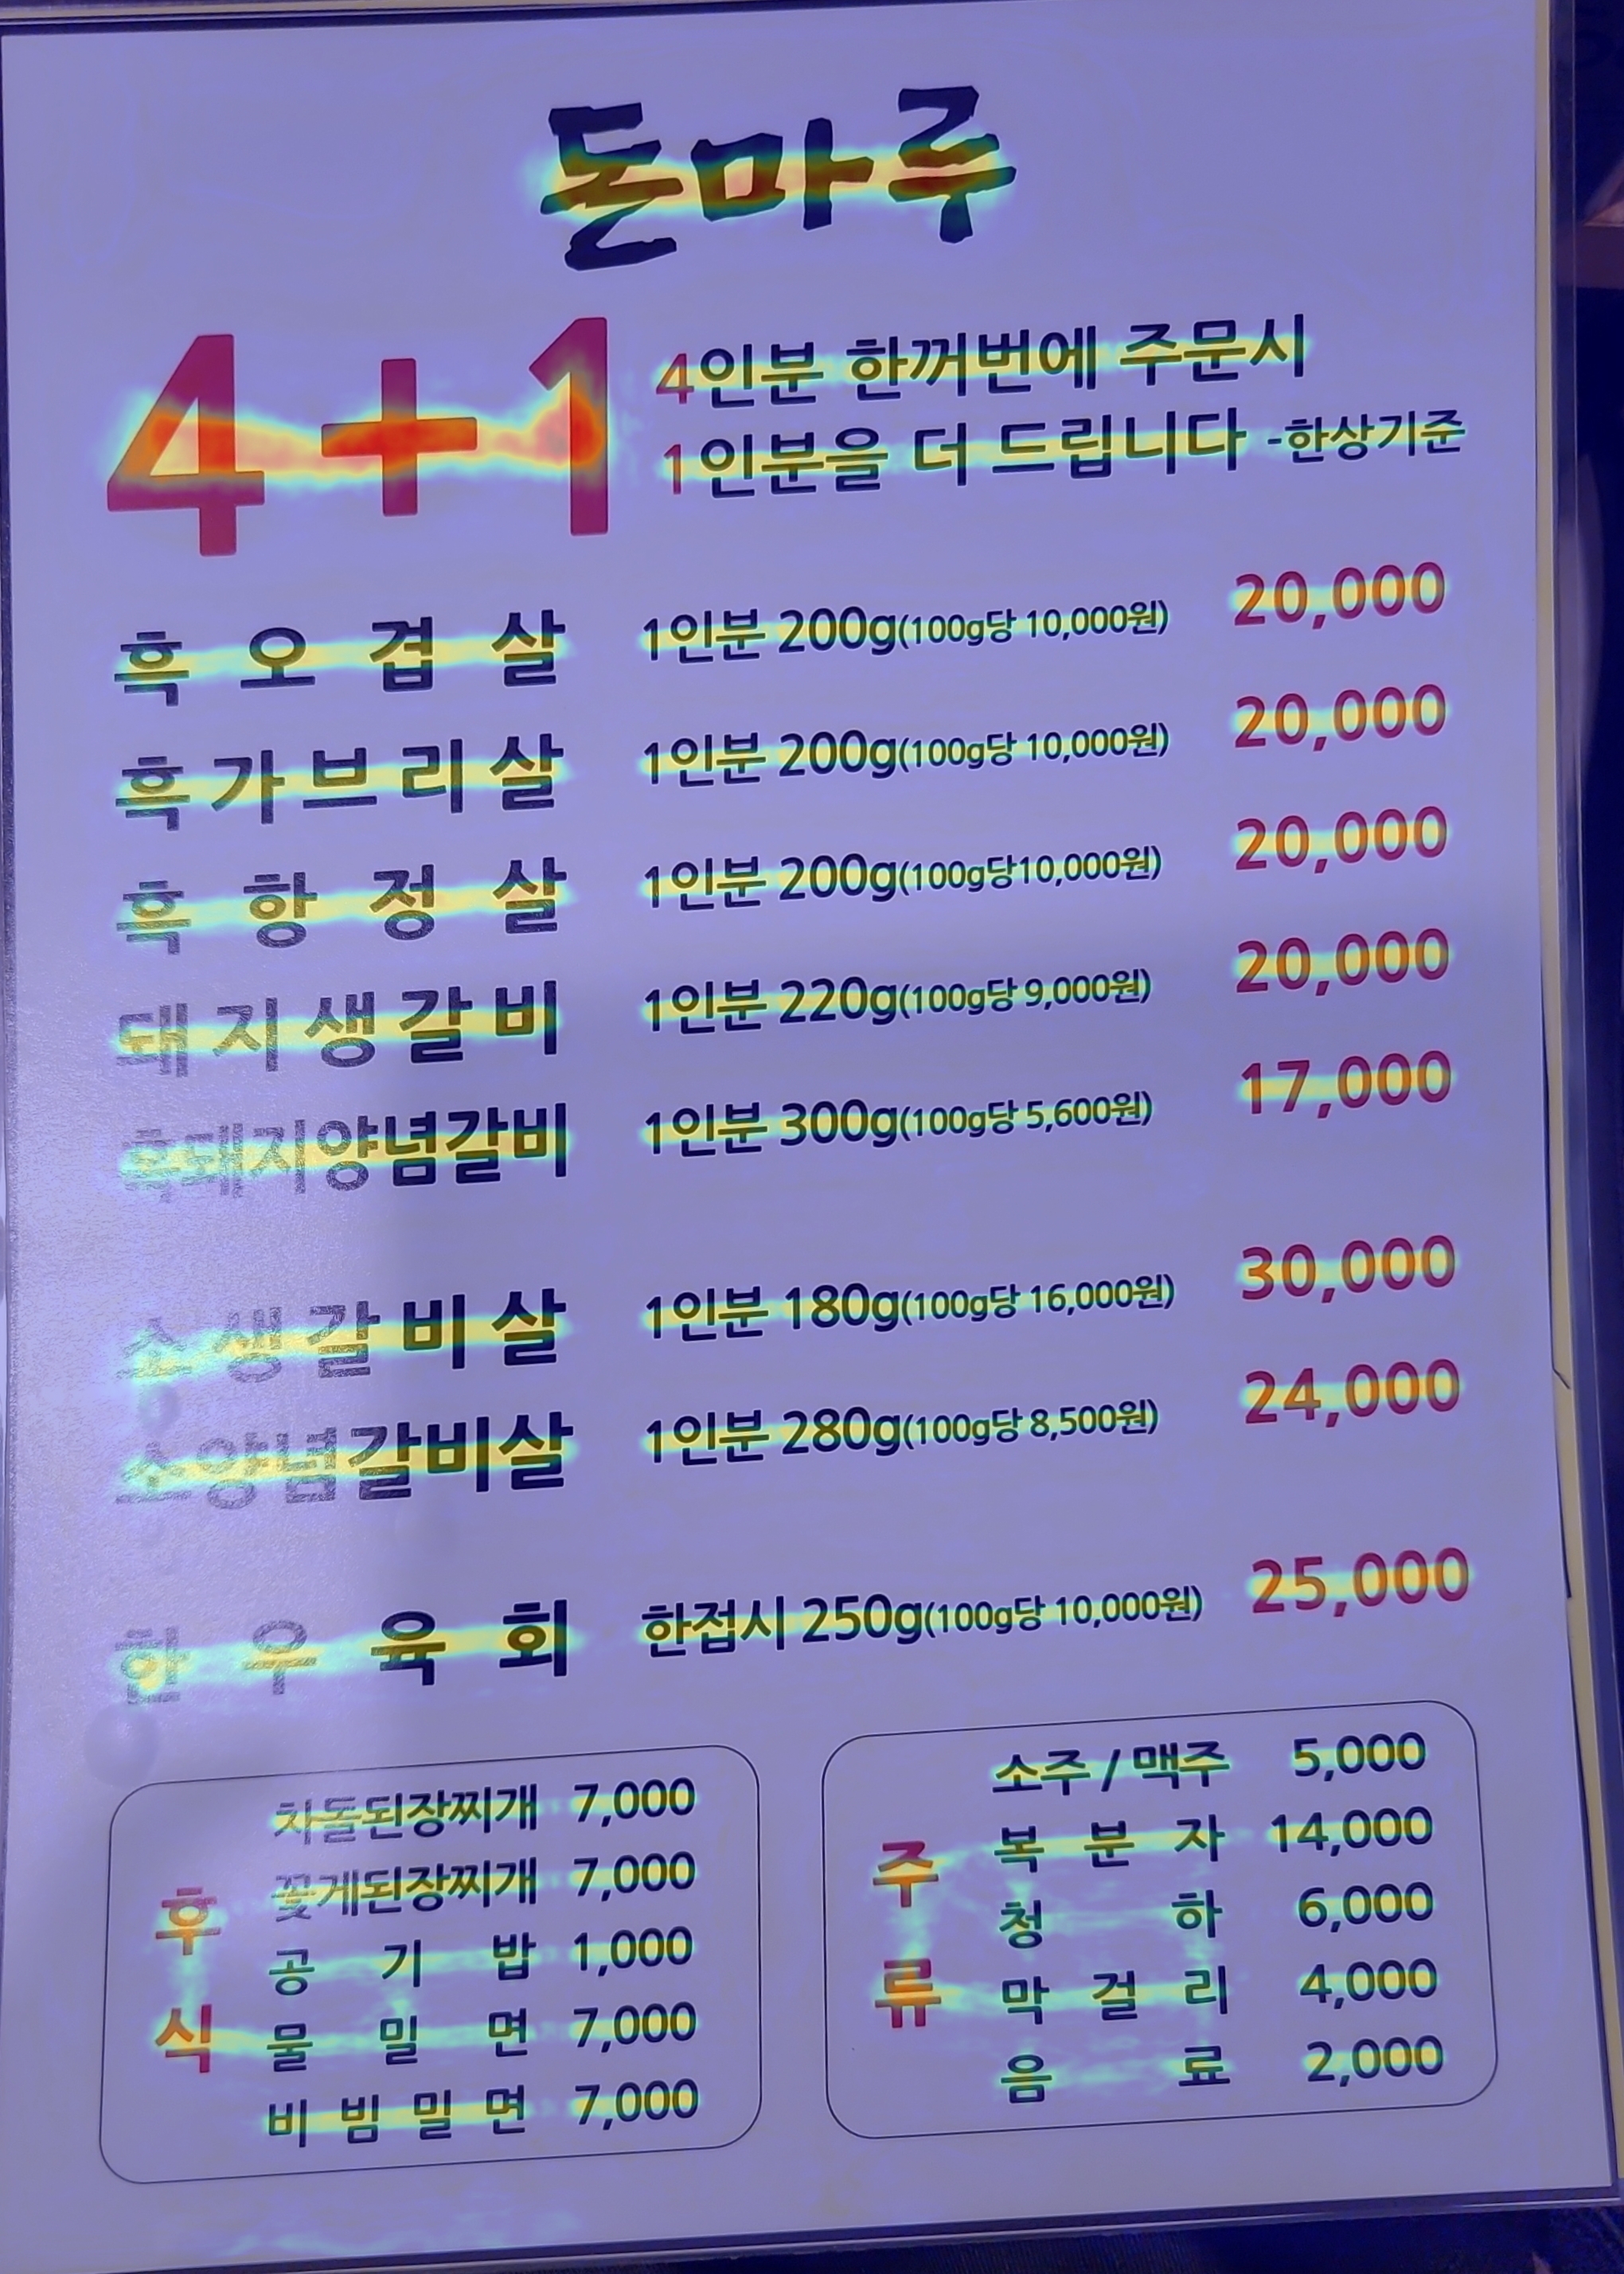 돈마루
4+1
4인분 한꺼번에 주문시
1인분을 더 드립니다 -한상기준
흑오겹살 1인분 200g(100g당 10,000원) 20,000
흑가브리살 1인분 200g(100g당 10,000원) 20,000
흑항정살 1인분 200g(100g당10,000원) 20,000
돼지생갈비 1인분 220g(100g당 9,000원) 20,000
흑돼지양념갈비 1인분 300g(100g당 5,600원) 17,000
소생갈비살 1인분 180g(100g당 16,000원) 30,000
소양념갈비살 1인분 280g(100g당 8,500원) 24,000
한우육회 한접시 250g(100g당 10,000원) 25,000
후식
차돌된장찌개 7,000
꽃게된장찌개 7,000
공기밥 1,000
물밀면 7,000
비빔밀면 7,000
주류
소주 / 맥주 5,000
복분자 14,000
청하 6,000
막걸리 4,000
음료 2,000